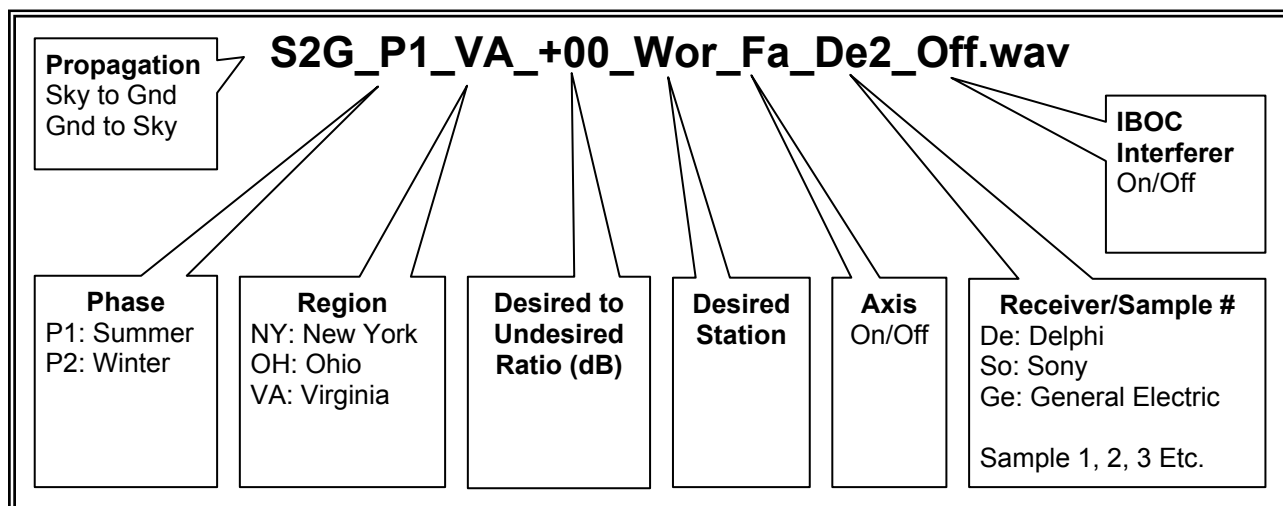 S2G_P1_VA_+00_Wor_Fa_De2_Off.wav
Propagation
Sky to Gnd
Gnd to Sky
IBOC
Interferer
On/Off
Phase
P1: Summer
P2: Winter
Region
NY: New York
OH: Ohio
VA: Virginia
Desired to
Undesired
Ratio (dB)
Desired
Station
Axis
On/Off
Receiver/Sample #
De: Delphi
So: Sony
Ge: General Electric
Sample 1, 2, 3 Etc.